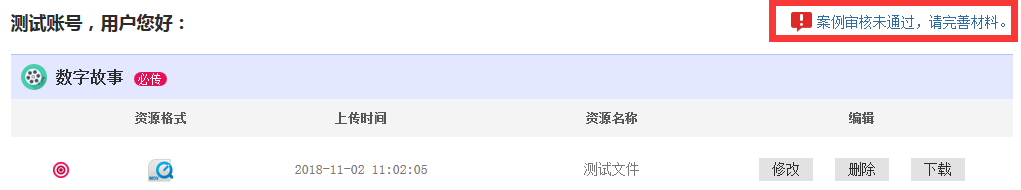 测试账号，用户您好：
案例审核未通过，请完善材料。
数字故事 必传
资源格式 上传时间 资源名称 编辑
MOV 2018-11-02 11:02:05 测试文件 修改 删除 下载